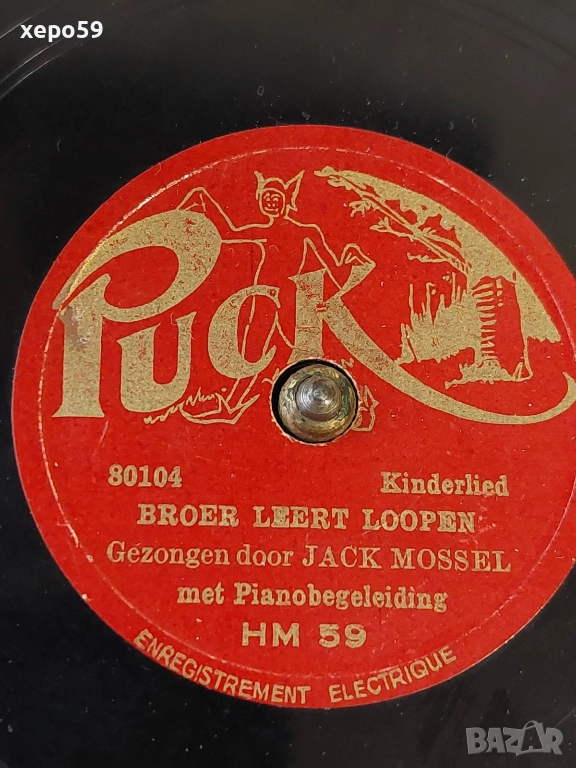 xepo59
PUCK
80104 Kinderlied
BROER LEERT LOOPEN
Gezongen door JACK MOSSEL
met Pianobegeleiding
HM 59
ENREGISTREMENT ELECTRIQUE
BAZAR